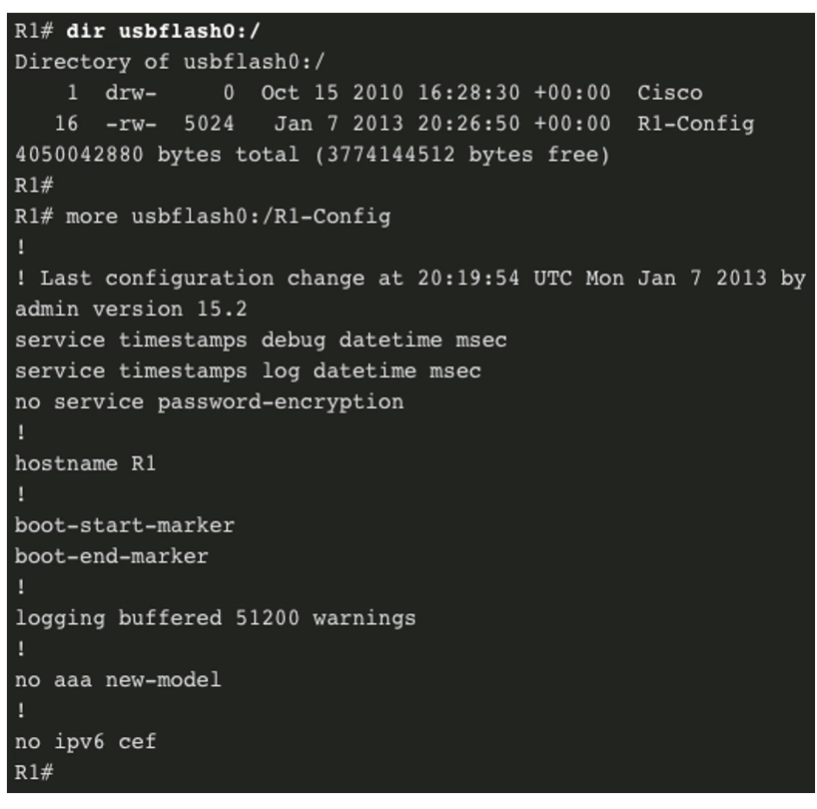 R1# dir usbflash0:/
Directory of usbflash0:/
1 drw- 0 Oct 15 2010 16:28:30 +00:00 Cisco
16 -rw- 5024 Jan 7 2013 20:26:50 +00:00 R1-Config
4050042880 bytes total (3774144512 bytes free)
R1#
R1# more usbflash0:/R1-Config
!
! Last configuration change at 20:19:54 UTC Mon Jan 7 2013 by
admin version 15.2
service timestamps debug datetime msec
service timestamps log datetime msec
no service password-encryption
!
hostname R1
!
boot-start-marker
boot-end-marker
!
logging buffered 51200 warnings
!
no aaa new-model
!
no ipv6 cef
R1#